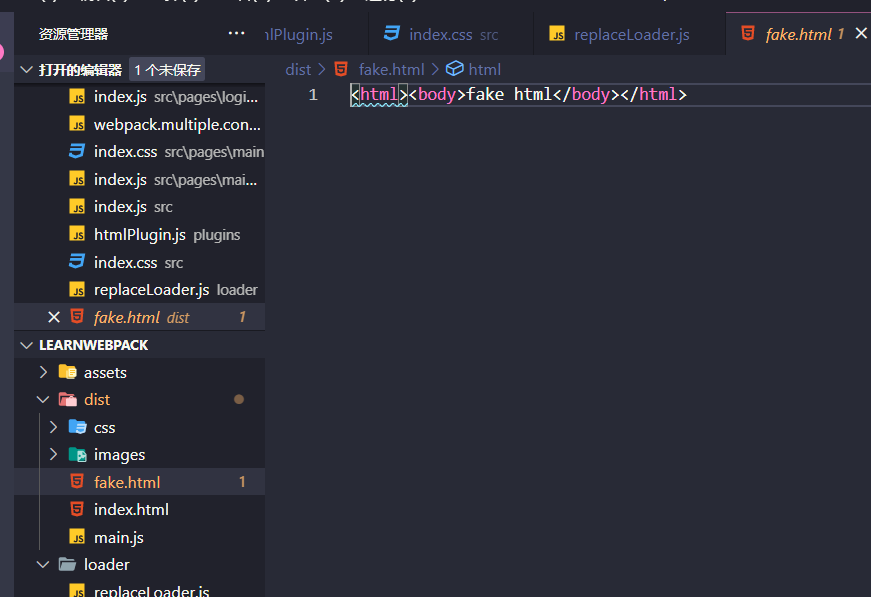 资源管理器
···
lPlugin.js
index.css src
replaceLoader.js
fake.html 1
打开的编辑器
1 个未保存
dist > fake.html > html
index.js src\pages\logi...
webpack.multiple.con...
index.css src\pages\main
index.js src\pages\mai...
index.js src
htmlPlugin.js plugins
index.css src
replaceLoader.js loader
fake.html dist 1
LEARNWEBPACK
assets
dist
css
images
fake.html 1
index.html
main.js
loader
replaceLoader.js
1 <html><body>fake html</body></html>